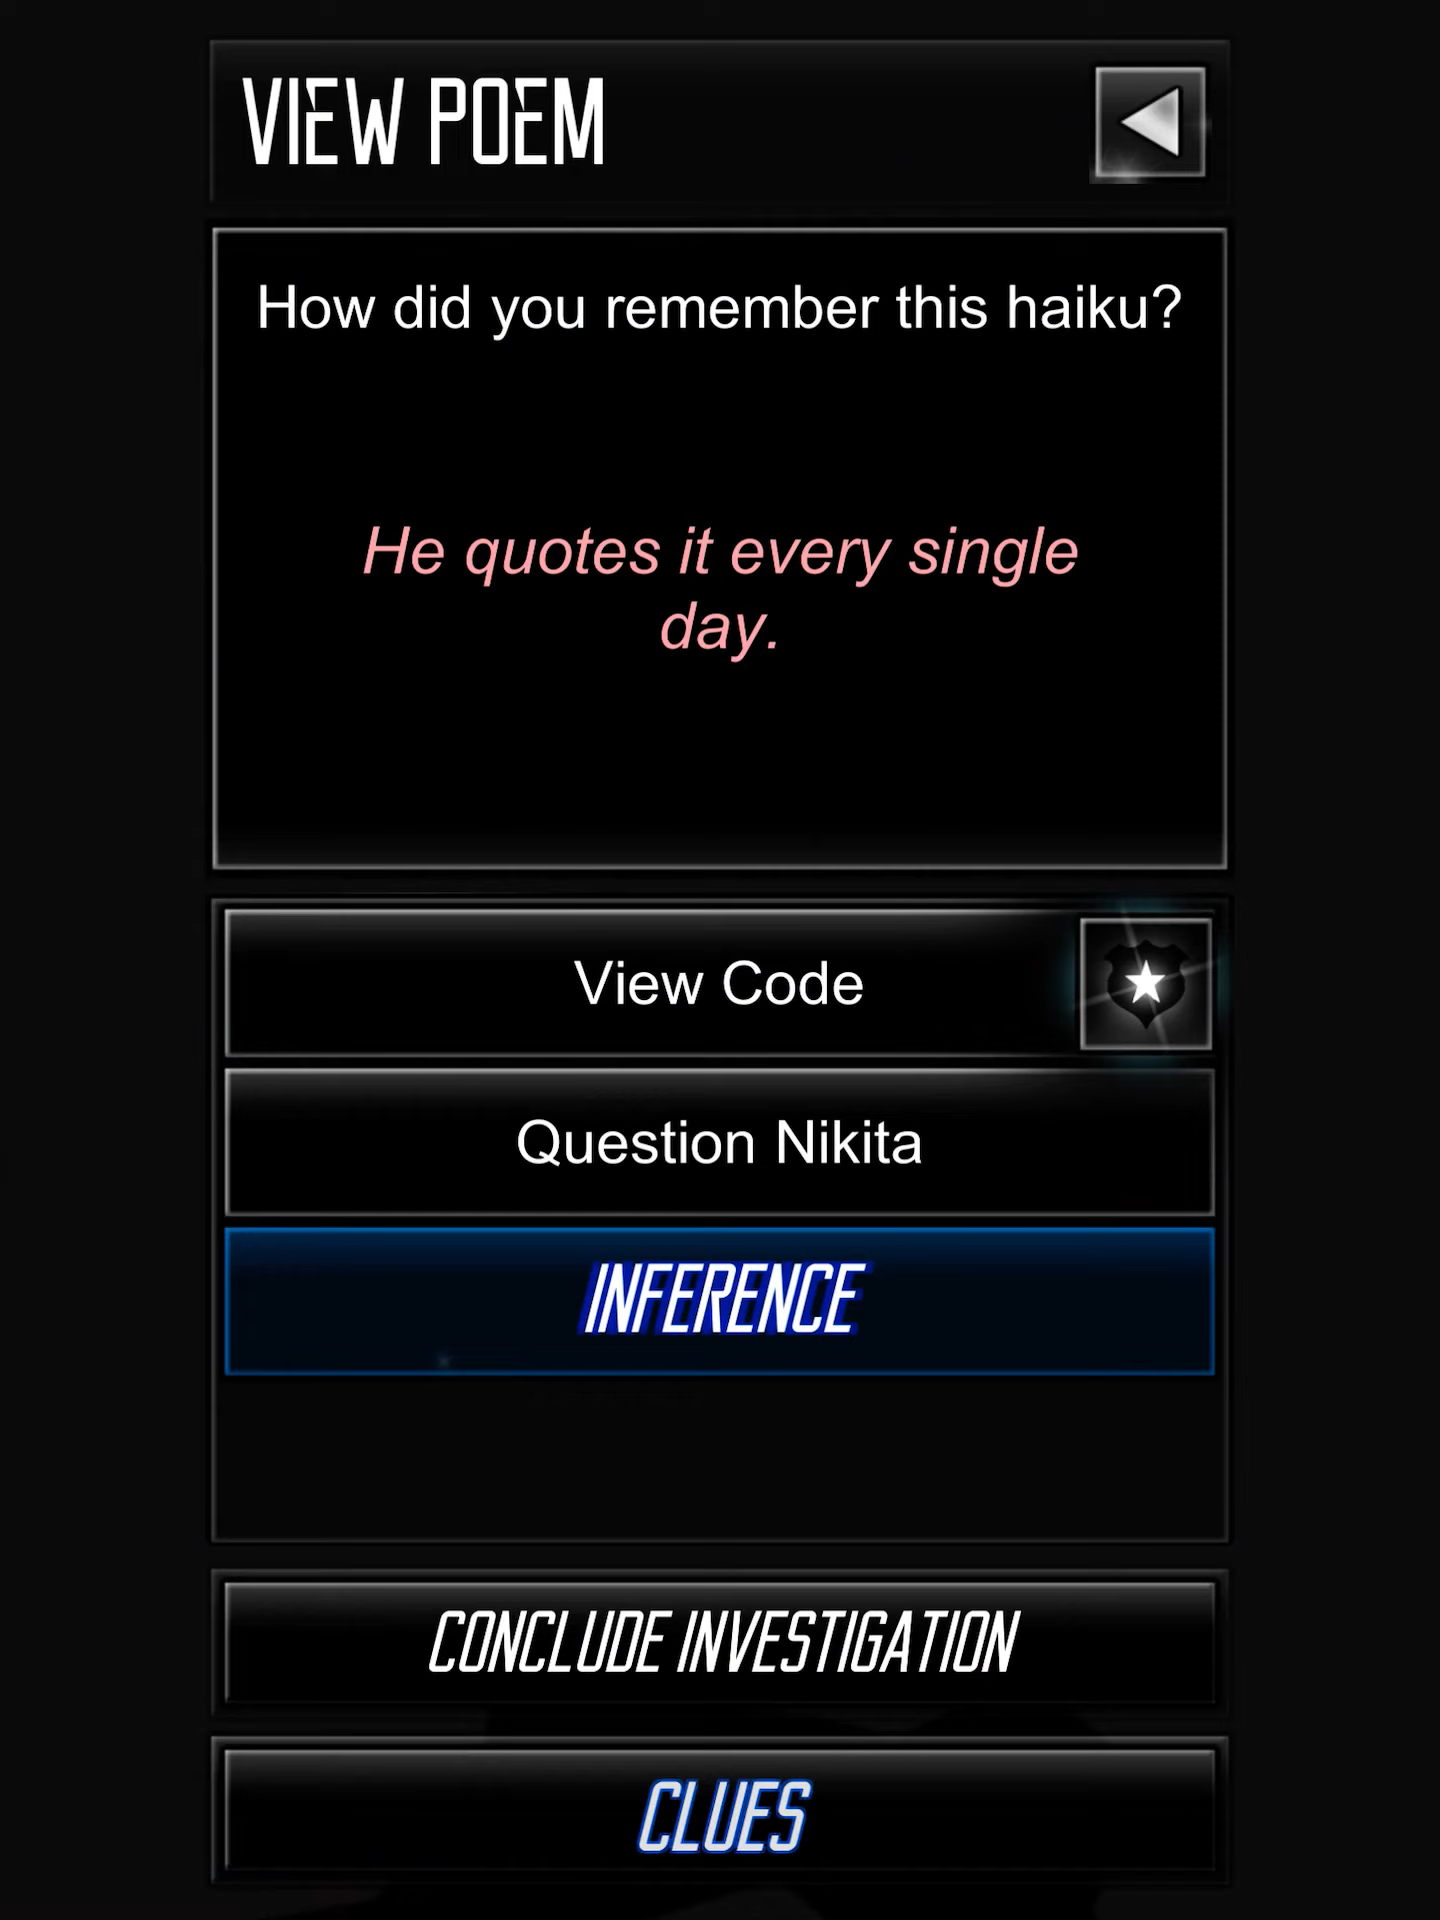 VIEW POEM
How did you remember this haiku?
He quotes it every single
day.
View Code
Question Nikita
INFERENCE
CONCLUDE INVESTIGATION
CLUES